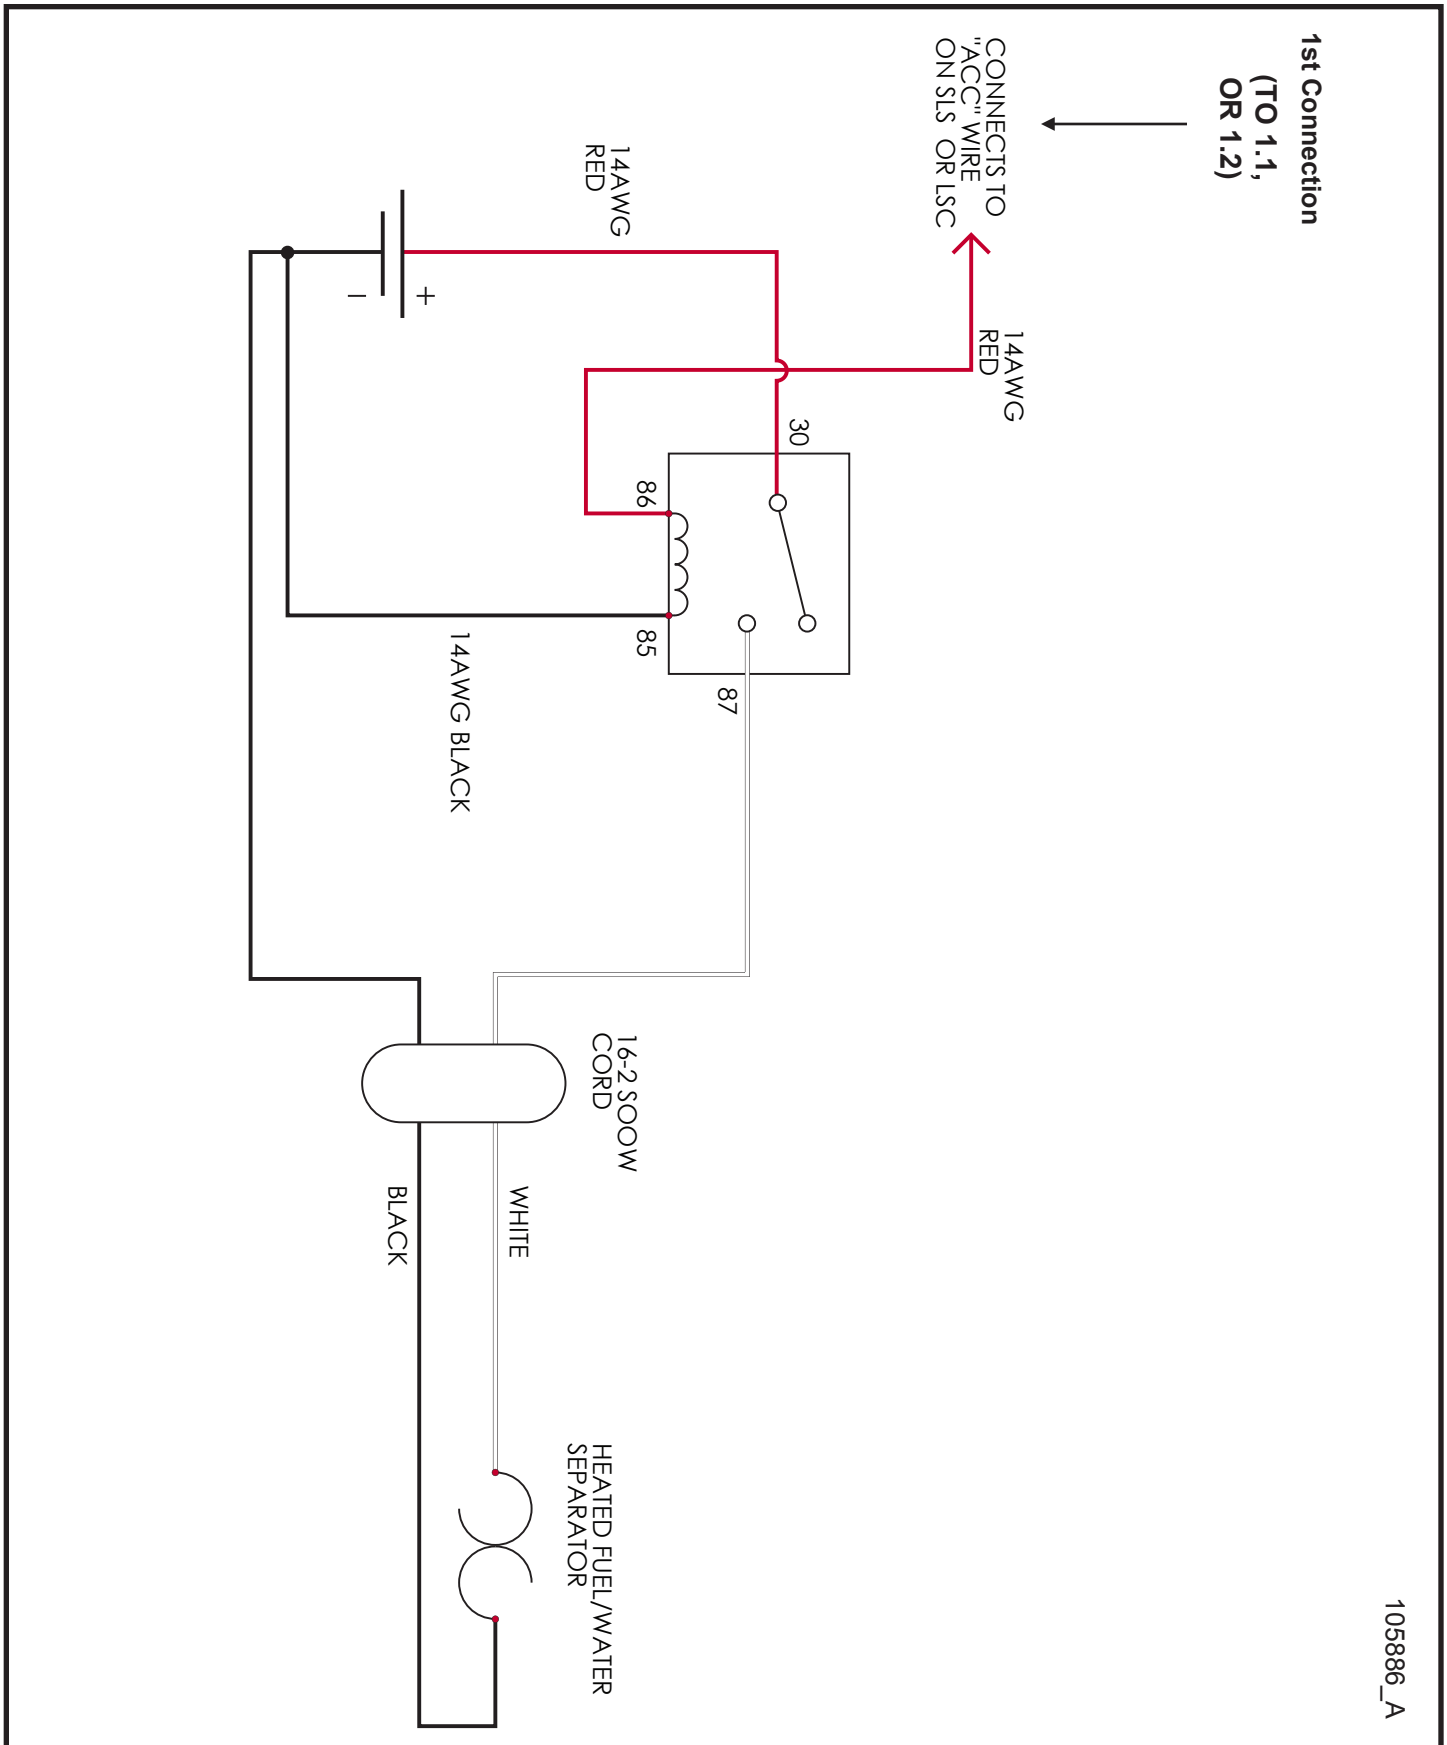 105886_A
1st Connection
(TO 1.1,
OR 1.2)
CONNECTS TO
"ACC" WIRE
ON SLS OR LSC
14AWG
RED
14AWG
RED
+
–
30
86
85
87
14AWG BLACK
16-2 SOOW
CORD
WHITE
BLACK
HEATED FUEL/WATER
SEPARATOR